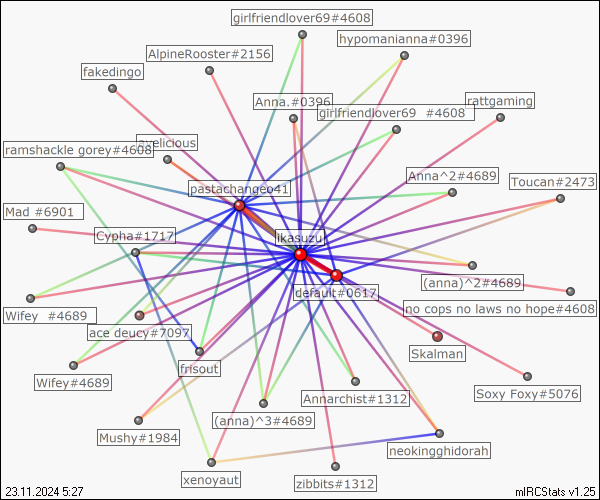 girlfriendlover69#4608
hypomanianna#0396
AlpineRooster#2156
fakedingo
Anna.#0396
rattgaming
girlfriendlover69 #4608
ramshackle gorey#4608
Anna^2#4689
Toucan#2473
pastachangeo41
Mad #6901
Cypha#1717
ikasuzu
(anna)^2#4689
default#0617
no cops no laws no hope#4608
Wifey #4689
ace deucy#7097
Skalman
frisout
Wifey#4689
Annarchist#1312
Soxy Foxy#5076
(anna)^3#4689
Mushy#1984
neokingghidorah
xenoyaut
zibbits#1312
23.11.2024 5:27
mIRCStats v1.25